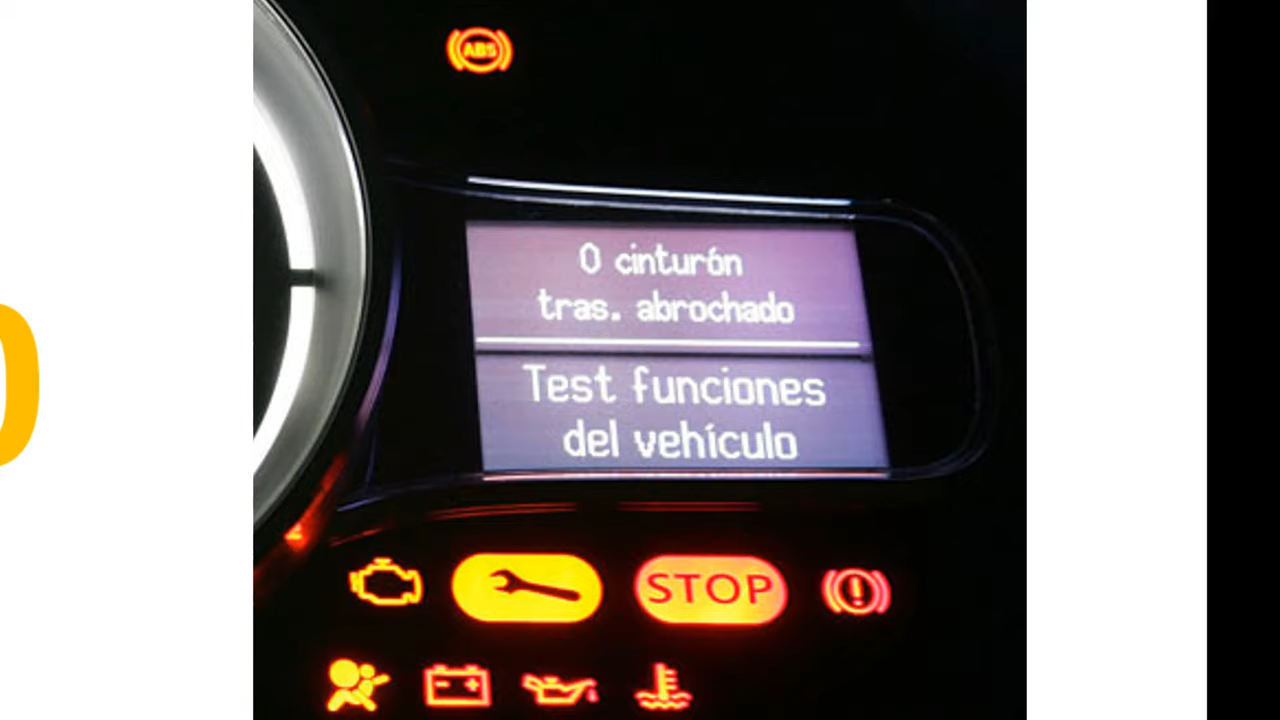 ABS
0 cinturón
tras. abrochado
Test funciones
del vehículo
STOP